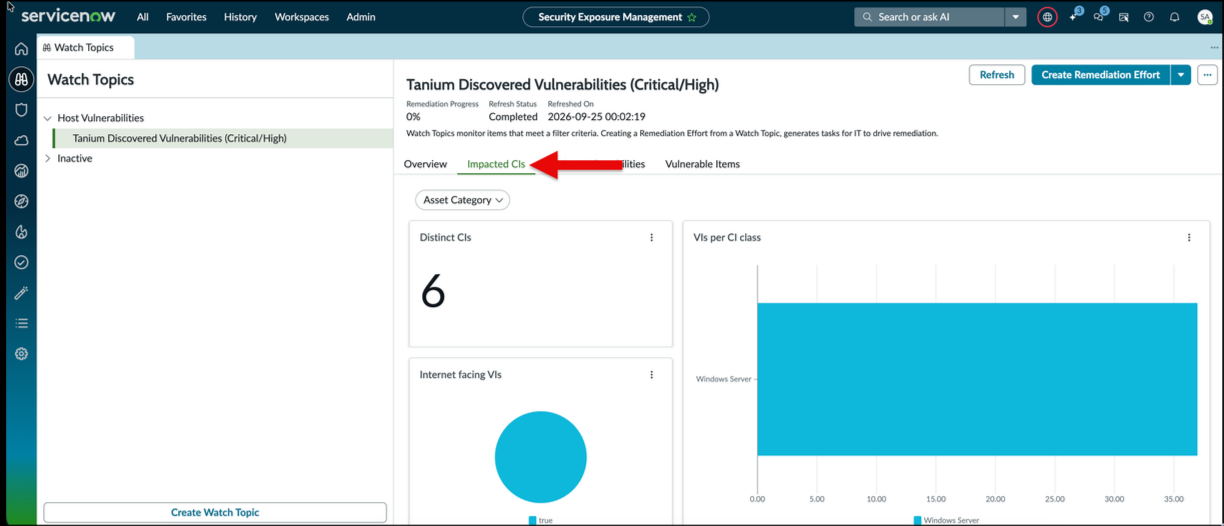 servicenow All Favorites History Workspaces Admin Security Exposure Management ☆ Search or ask AI 3 5 SA
Watch Topics
Watch Topics
Host Vulnerabilities
Tanium Discovered Vulnerabilities (Critical/High)
Inactive
Create Watch Topic
Tanium Discovered Vulnerabilities (Critical/High)
Refresh Create Remediation Effort
Remediation Progress Refresh Status Refreshed On
0% Completed 2026-09-25 00:02:19
Watch Topics monitor items that meet a filter criteria. Creating a Remediation Effort from a Watch Topic, generates tasks for IT to drive remediation.
Overview Impacted CIs ilities Vulnerable Items
Asset Category
Distinct CIs
6
Internet facing VIs
true
VIs per CI class
Windows Server
0.00 5.00 10.00 15.00 20.00 25.00 30.00 35.00
Windows Server